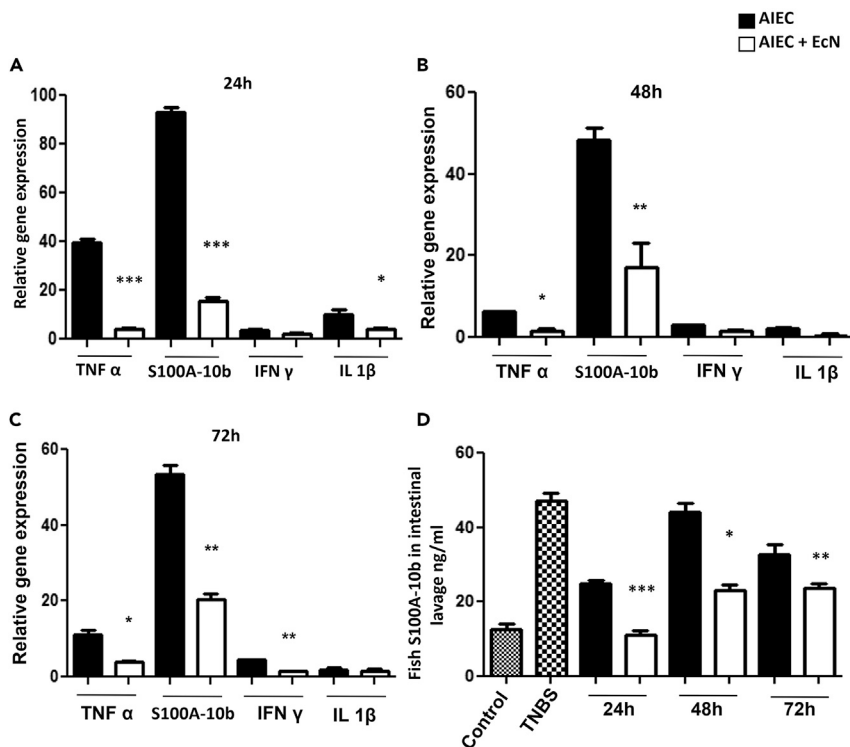 AIEC
AIEC + EcN
A
24h
Relative gene expression
100
80
60
40
20
0
***
***
*
TNF α
S100A-10b
IFN γ
IL 1β
B
48h
Relative gene expression
60
40
20
0
*
**
TNF α
S100A-10b
IFN γ
IL 1β
C
72h
Relative gene expression
60
40
20
0
*
**
**
TNF α
S100A-10b
IFN γ
IL 1β
D
Fish S100A-10b in intestinal
lavage ng/ml
60
40
20
0
***
*
**
Control
TNBS
24h
48h
72h